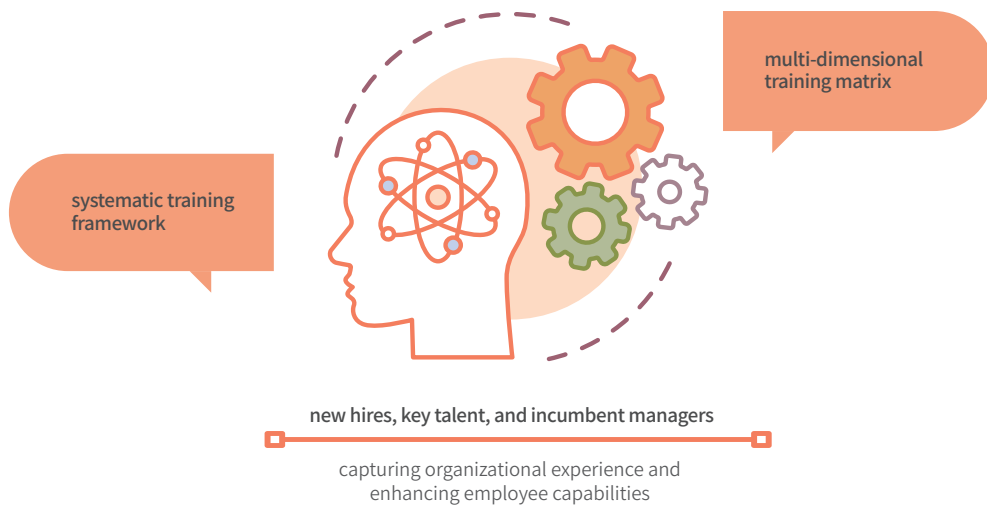 multi-dimensional
training matrix
systematic training
framework
new hires, key talent, and incumbent managers
capturing organizational experience and
enhancing employee capabilities